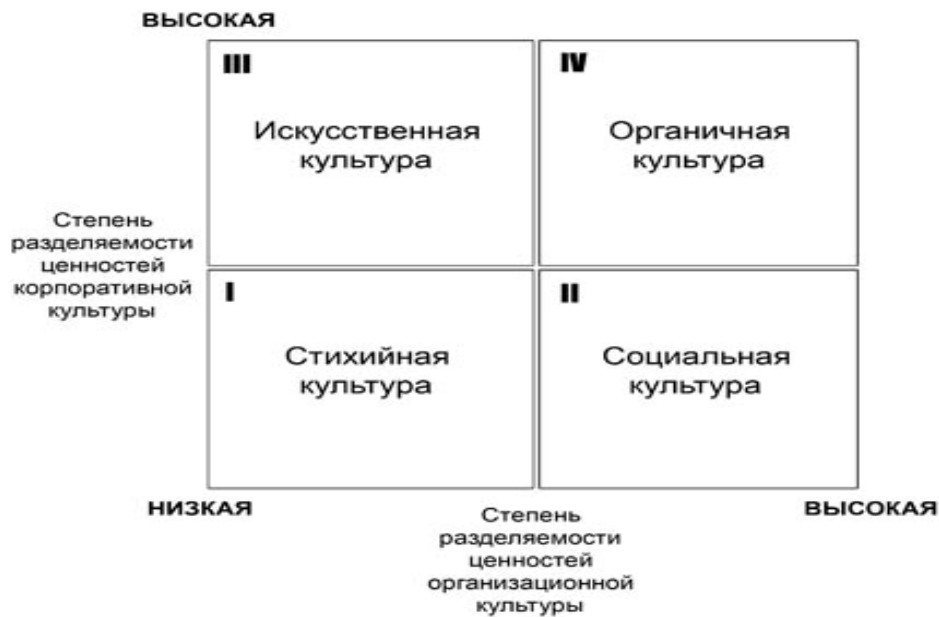 ВЫСОКАЯ
III
Искусственная
культура
IV
Органичная
культура
Степень
разделяемости
ценностей
корпоративной
культуры
I
Стихийная
культура
II
Социальная
культура
НИЗКАЯ
Степень
разделяемости
ценностей
организационной
культуры
ВЫСОКАЯ